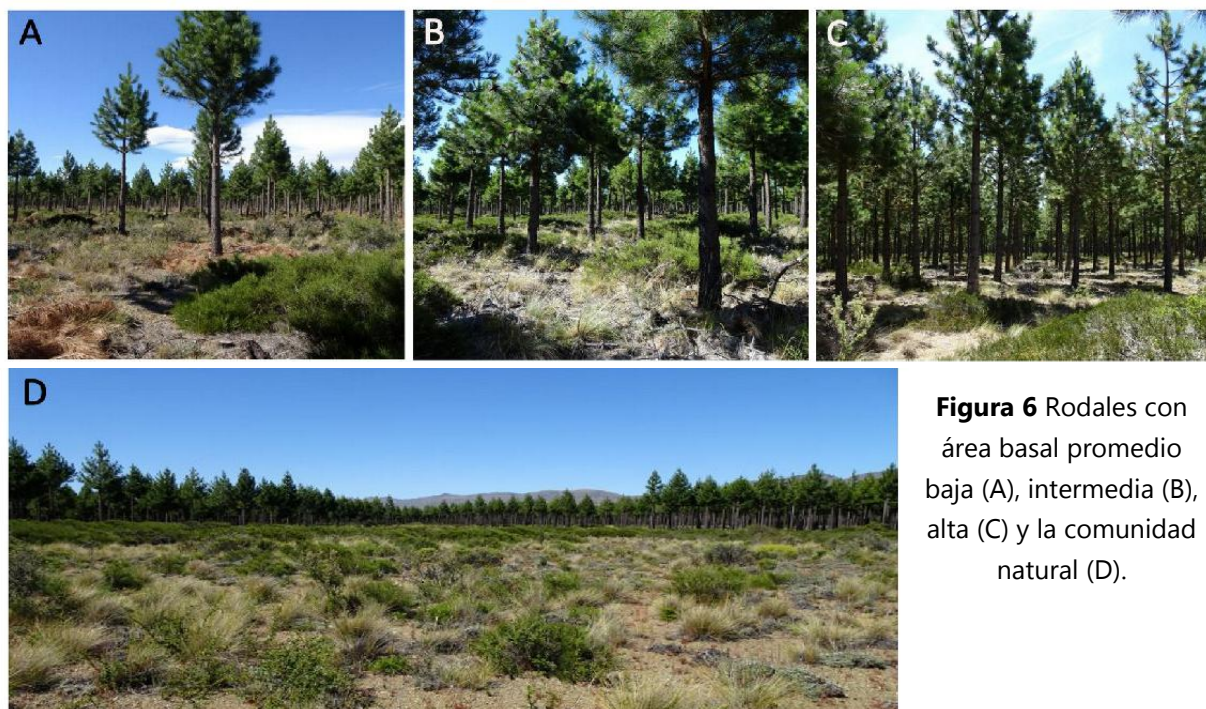 A
B
C
D
Figura 6 Rodales con
área basal promedio
baja (A), intermedia (B),
alta (C) y la comunidad
natural (D).